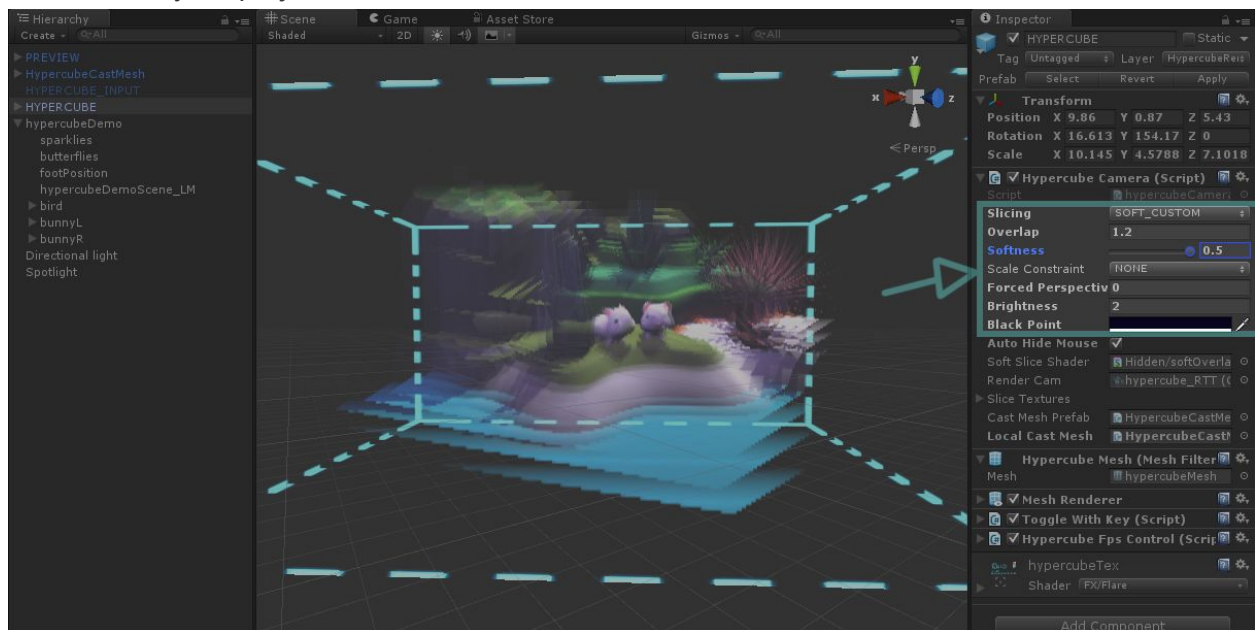 Hierarchy
Create
All
PREVIEW
HypercubeCastMesh
HYPERCUBE_INPUT
HYPERCUBE
hypercubeDemo
sparklies
butterflies
footPosition
hypercubeDemoScene_LM
bird
bunnyL
bunnyR
Directional light
Spotlight
Scene
Game
Asset Store
Shaded
2D
Gizmos
All
y
x
z
Persp
Inspector
HYPERCUBE
Static
Tag Untagged Layer HypercubeReis
Prefab Select Revert Apply
Transform
Position X 9.86 Y 0.87 Z 5.43
Rotation X 16.613 Y 154.17 Z 0
Scale X 10.145 Y 4.5788 Z 7.1018
Hypercube Camera (Script)
Script hypercubeCamer
Slicing SOFT_CUSTOM
Overlap 1.2
Softness 0.5
Scale Constraint NONE
Forced Perspectiv 0
Brightness 2
Black Point
Auto Hide Mouse
Soft Slice Shader Hidden/softOverla
Render Cam hypercube_RTT (
Slice Textures
Cast Mesh Prefab HypercubeCastMe
Local Cast Mesh HypercubeCast
Hypercube Mesh (Mesh Filter
Mesh hypercubeMesh
Mesh Renderer
Toggle With Key (Script)
Hypercube Fps Control (Scrip
hypercubeTex
Shader FX/Flare
Add Component